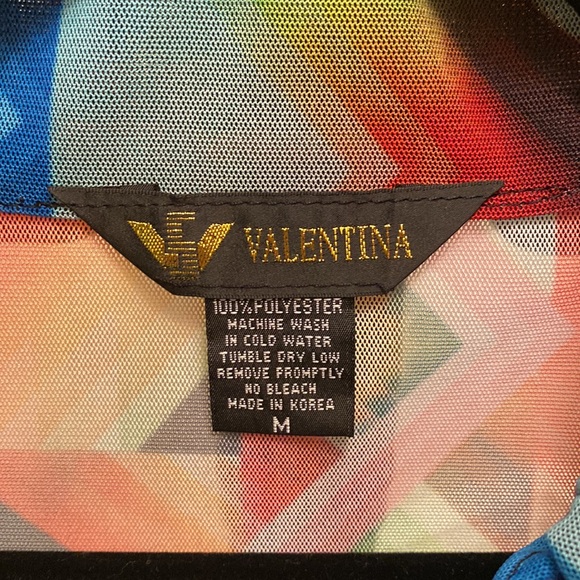 VALENTINA
100%POLYESTER
MACHINE WASH
IN COLD WATER
TUMBLE DRY LOW
REMOVE PROMPTLY
NO BLEACH
MADE IN KOREA
M